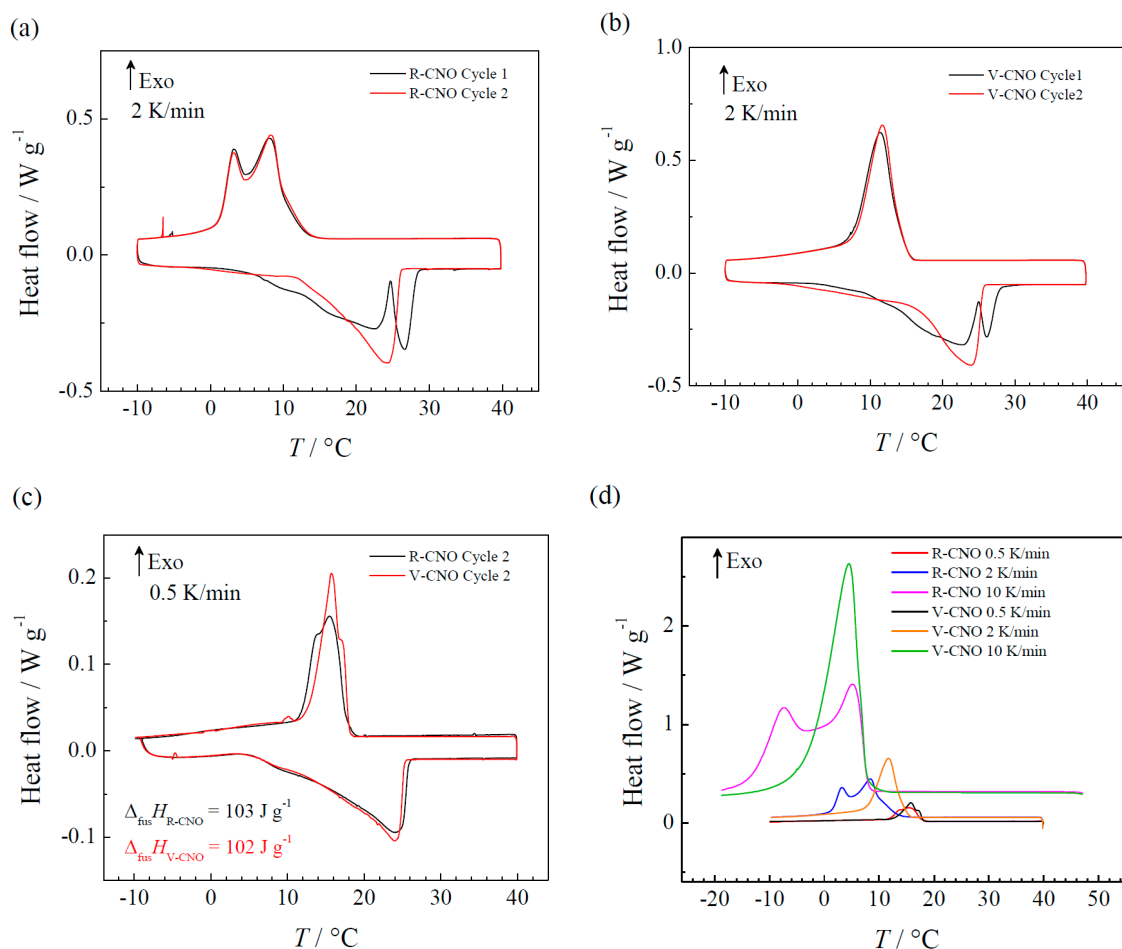 (a)
Exo
2 K/min
R-CNO Cycle 1
R-CNO Cycle 2
0.5
0.0
-0.5
Heat flow / W g⁻¹
-10 0 10 20 30 40
T / °C
(b)
Exo
2 K/min
V-CNO Cycle1
V-CNO Cycle2
1.0
0.5
0.0
-0.5
Heat flow / W g⁻¹
-10 0 10 20 30 40
T / °C
(c)
Exo
0.5 K/min
R-CNO Cycle 2
V-CNO Cycle 2
0.2
0.1
0.0
-0.1
Heat flow / W g⁻¹
ΔfusHR-CNO = 103 J g⁻¹
ΔfusHV-CNO = 102 J g⁻¹
-10 0 10 20 30 40
T / °C
(d)
Exo
R-CNO 0.5 K/min
R-CNO 2 K/min
R-CNO 10 K/min
V-CNO 0.5 K/min
V-CNO 2 K/min
V-CNO 10 K/min
2
1
0
Heat flow / W g⁻¹
-20 -10 0 10 20 30 40 50
T / °C